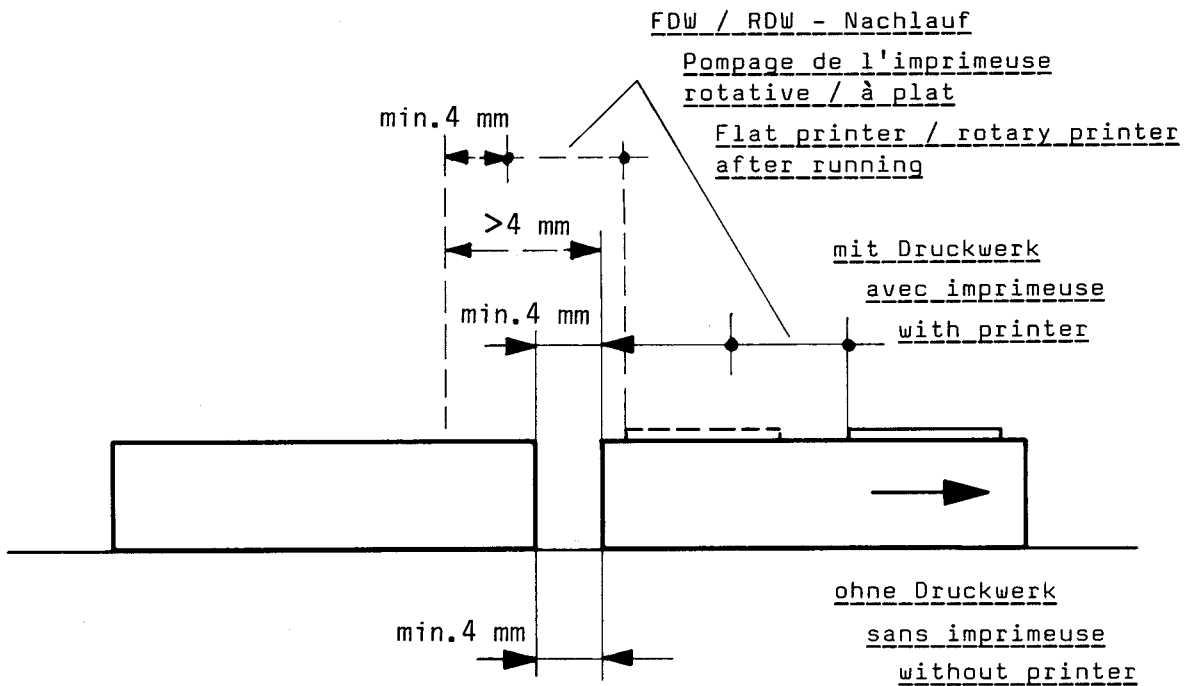 FDW / RDW - Nachlauf
Pompage de l'imprimeuse
rotative / à plat
Flat printer / rotary printer
after running
min.4 mm
>4 mm
min.4 mm
mit Druckwerk
avec imprimeuse
with printer
min.4 mm
ohne Druckwerk
sans imprimeuse
without printer